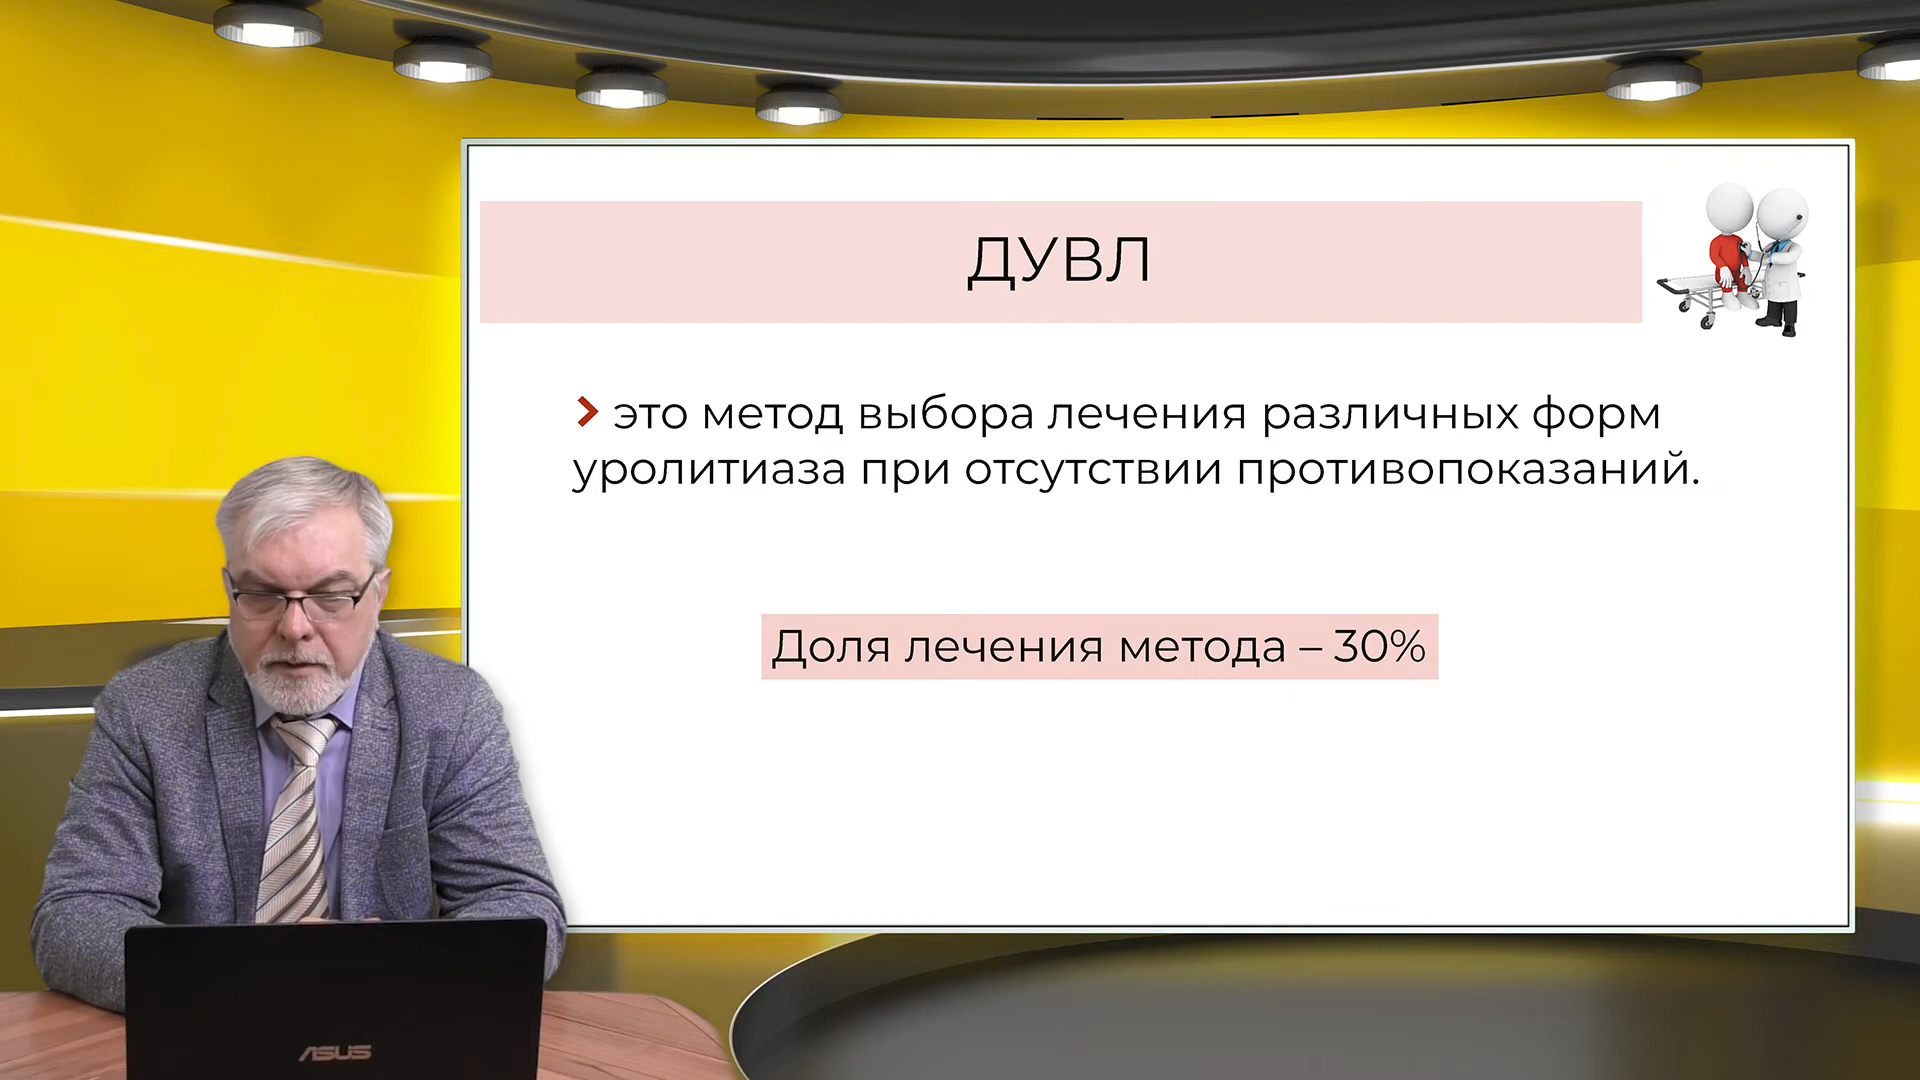 ДУВЛ
> это метод выбора лечения различных форм
уролитиаза при отсутствии противопоказаний.
Доля лечения метода – 30%
ASUS